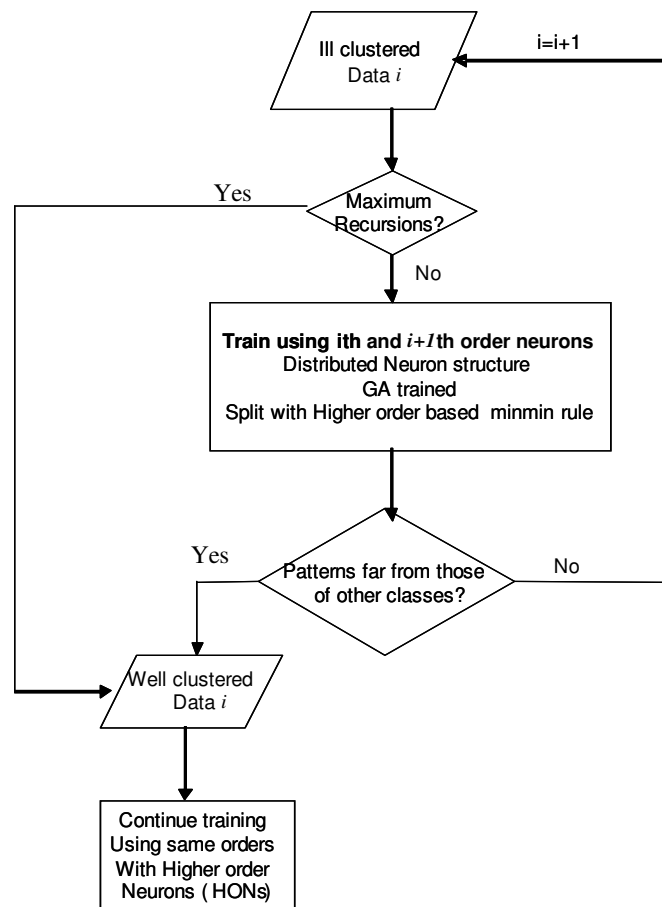 Ill clustered
Data i
i=i+1
Yes
Maximum
Recursions?
No
Train using ith and i+1th order neurons
Distributed Neuron structure
GA trained
Split with Higher order based minmin rule
Yes
Patterns far from those
of other classes?
No
Well clustered
Data i
Continue training
Using same orders
With Higher order
Neurons ( HONs)